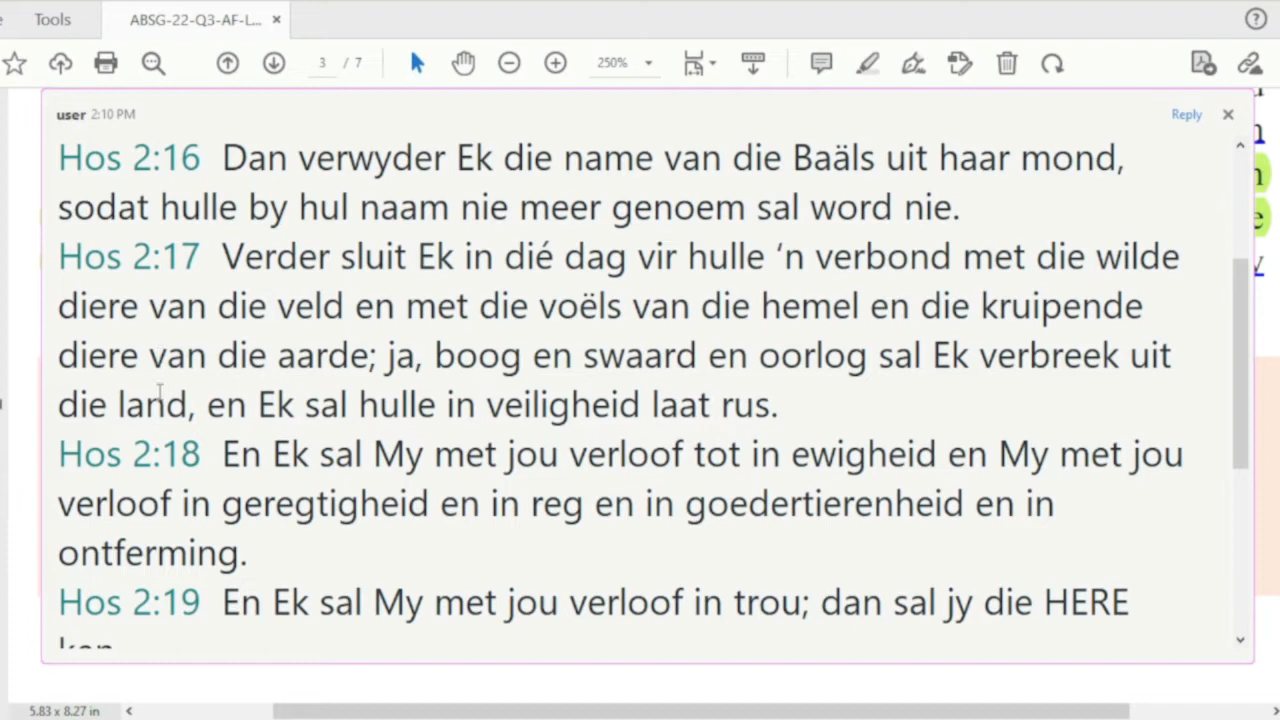 Tools
ABSG-22-Q3-AF-L... ×
3 / 7
250%
user 2:10 PM
Reply
Hos 2:16 Dan verwyder Ek die name van die Baäls uit haar mond,
sodat hulle by hul naam nie meer genoem sal word nie.
Hos 2:17 Verder sluit Ek in dié dag vir hulle ‘n verbond met die wilde
diere van die veld en met die voëls van die hemel en die kruipende
diere van die aarde; ja, boog en swaard en oorlog sal Ek verbreek uit
die land, en Ek sal hulle in veiligheid laat rus.
Hos 2:18 En Ek sal My met jou verloof tot in ewigheid en My met jou
verloof in geregtigheid en in reg en in goedertierenheid en in
ontferming.
Hos 2:19 En Ek sal My met jou verloof in trou; dan sal jy die HERE
5.83 x 8.27 in